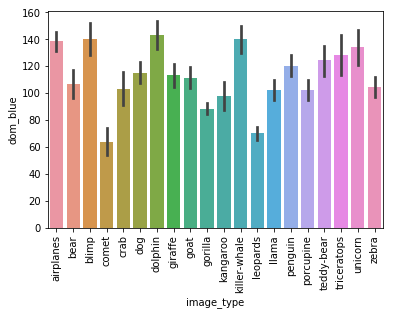 160
140
120
100
80
60
40
20
0
dom_blue
airplanes
bear
blimp
comet
crab
dog
dolphin
giraffe
goat
gorilla
kangaroo
killer-whale
leopards
llama
penguin
porcupine
teddy-bear
triceratops
unicorn
zebra
image_type